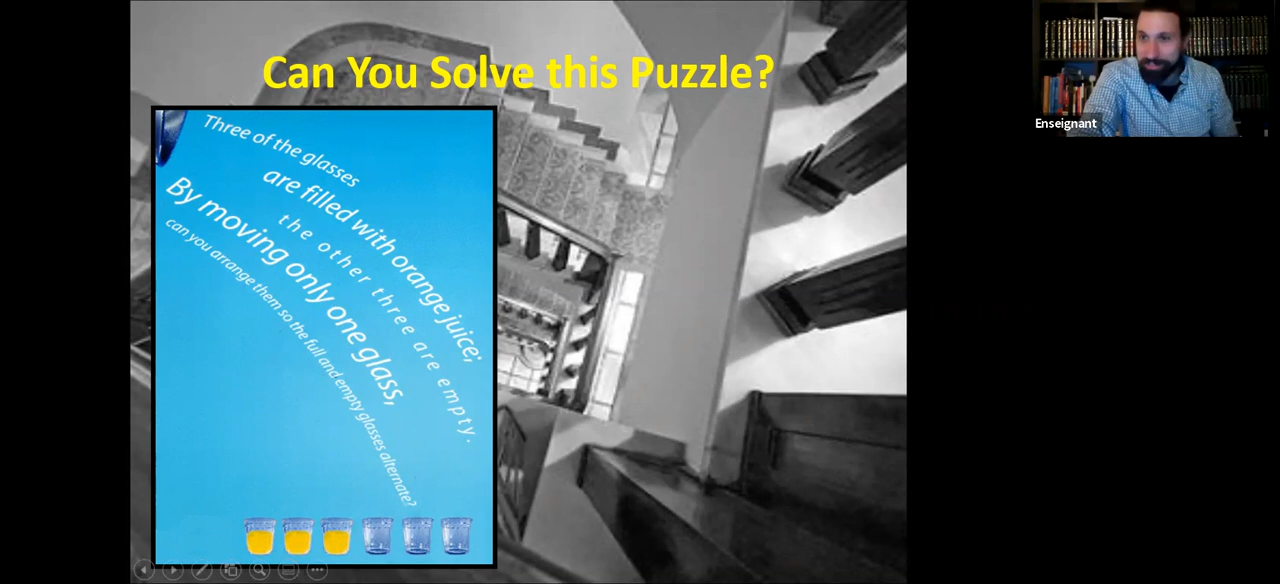 Can You Solve this Puzzle?
Three of the glasses
are filled with orange juice;
the other three are empty.
By moving only one glass,
can you arrange them so the full and empty glasses alternate?
Enseignant